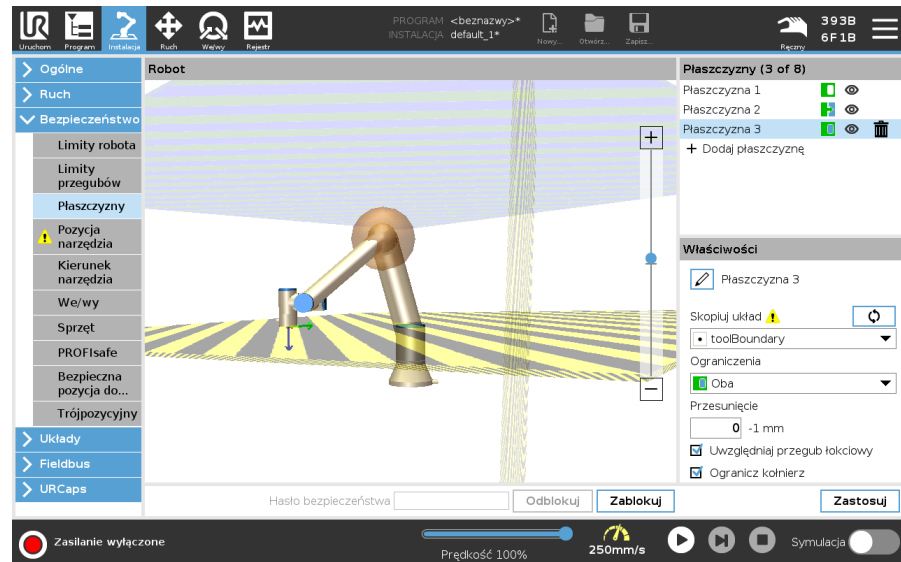 PROGRAM <beznazwy>*
INSTALACJA default_1*
393B
6F1B
Uruchom
Program
Instalacja
Ruch
We/wy
Rejestr
Nowy...
Otwórz...
Zapisz...
Ręczny
Ogólne
Ruch
Bezpieczeństwo
Limity robota
Limity
przegubów
Płaszczyzny
Pozycja
narzędzia
Kierunek
narzędzia
We/wy
Sprzęt
PROFIsafe
Bezpieczna
pozycja do...
Trójpozycyjny
Układy
Fieldbus
URCaps
Robot
Płaszczyzny (3 of 8)
Płaszczyzna 1
Płaszczyzna 2
Płaszczyzna 3
+ Dodaj płaszczyznę
Właściwości
Płaszczyzna 3
Skopiuj układ
toolBoundary
Ograniczenia
Oba
Przesunięcie
0 -1 mm
Uwzględniaj przegub łokciowy
Ogranicz kołnierz
Hasło bezpieczeństwa
Odblokuj
Zablokuj
Zastosuj
Zasilanie wyłączone
Prędkość 100%
250mm/s
Symulacja